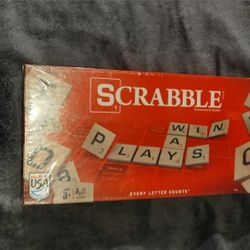 SCRABBLE
WIN
A
PLAYS
USA
EVERY LETTER COUNTS